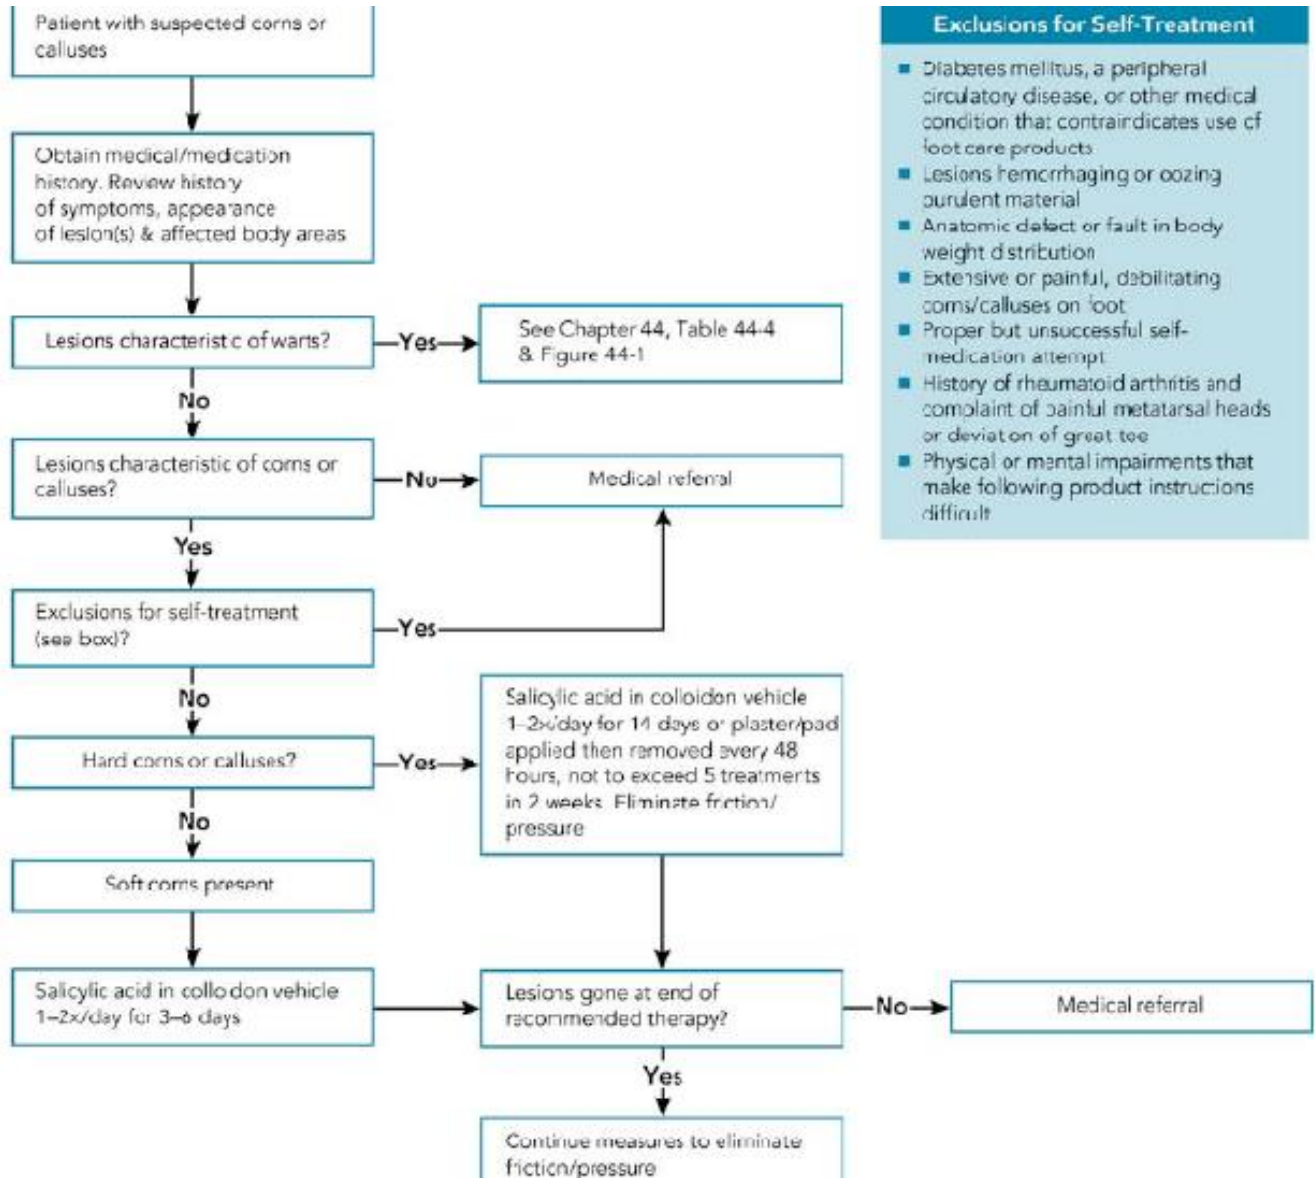 Patient with suspected corns or
calluses
Obtain medical/medication
history. Review history
of symptoms, appearance
of lesion(s) & affected body areas
Lesions characteristic of warts?
Yes
See Chapter 44, Table 44-4
& Figure 44-1
No
Lesions characteristic of corns or
calluses?
No
Medical referral
Yes
Exclusions for self-treatment
(see box)?
Yes
No
Hard corns or calluses?
Yes
Salicylic acid in colloidon vehicle
1–2x/day for 14 days or plaster/pad
applied then removed every 48
hours, not to exceed 5 treatments
in 2 weeks. Eliminate friction/
pressure
No
Soft corns present
Salicylic acid in colloidon vehicle
1–2x/day for 3–6 days
Lesions gone at end of
recommended therapy?
No
Medical referral
Yes
Continue measures to eliminate
friction/pressure
Exclusions for Self-Treatment
Diabetes mellitus, a peripheral
circulatory disease, or other medical
condition that contraindicates use of
foot care products
Lesions hemorrhaging or oozing
purulent material
Anatomic defect or fault in body
weight distribution
Extensive or painful, debilitating
corns/calluses on foot
Proper but unsuccessful self-
medication attempt
History of rheumatoid arthritis and
complaint of painful metatarsal heads
or deviation of great toe
Physical or mental impairments that
make following product instructions
difficult